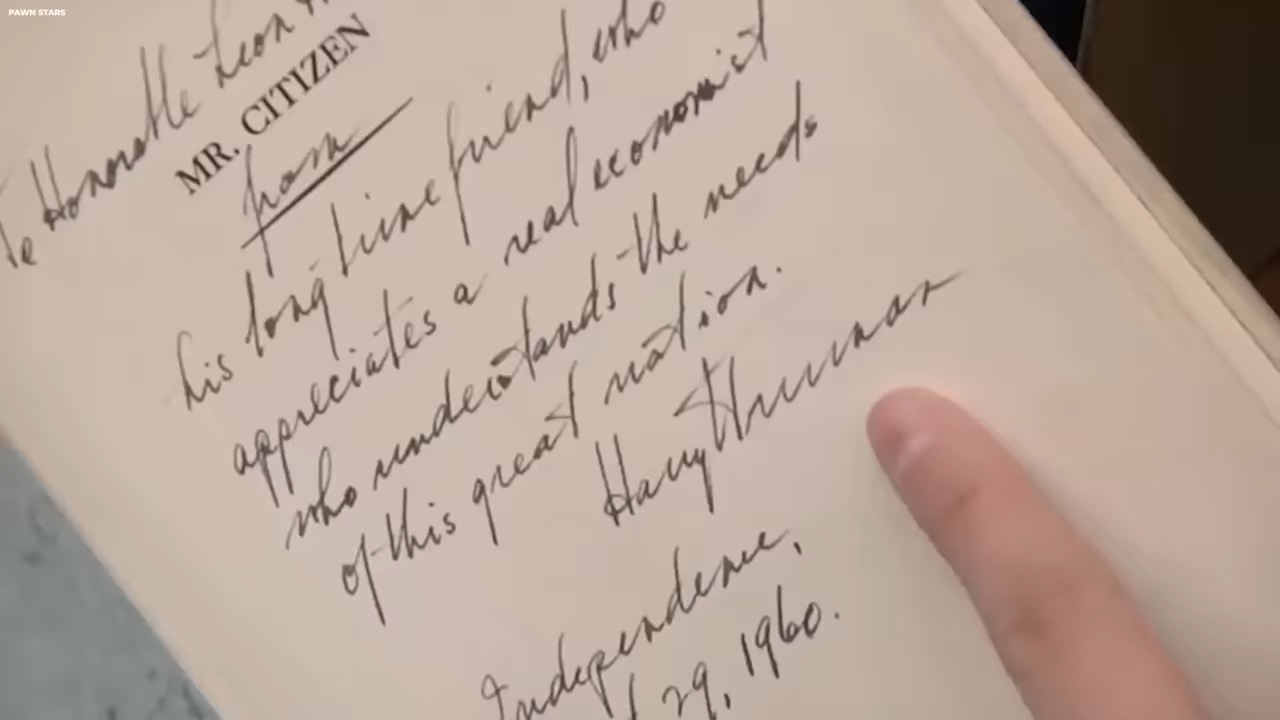 PAWN STARS
To Honorable Leon
MR. CITIZEN
from
his long time friend, who
appreciates a real economist
who understands the needs
of this great nation.
Harry Truman
Independence,
29, 1960.